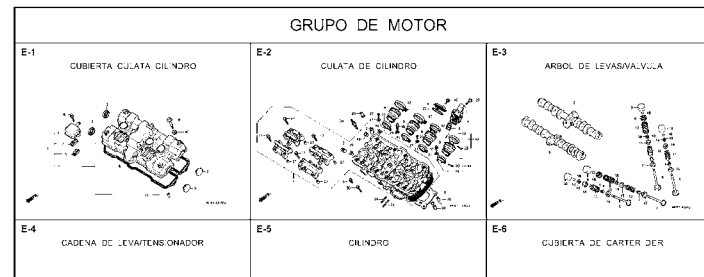 GRUPO DE MOTOR
E-1
CUBIERTA CULATA CILINDRO
E-2
CULATA DE CILINDRO
E-3
ARBOL DE LEVAS/VALVULA
E-4
CADENA DE LEVA/TENSIONADOR
E-5
CILINDRO
E-6
CUBIERTA DE CARTER DER